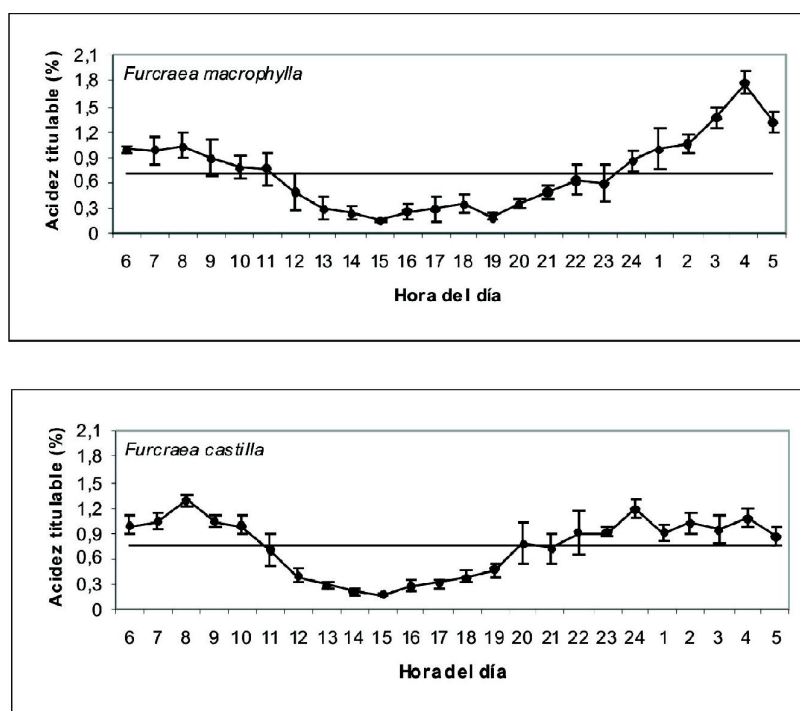 Furcraea macrophylla
Acidez titulable (%)
2,1
1,8
1,5
1,2
0,9
0,6
0,3
0
6 7 8 9 10 11 12 13 14 15 16 17 18 19 20 21 22 23 24 1 2 3 4 5
Hora del día
Furcraea castilla
Acidez titulable (%)
2,1
1,8
1,5
1,2
0,9
0,6
0,3
0
6 7 8 9 10 11 12 13 14 15 16 17 18 19 20 21 22 23 24 1 2 3 4 5
Hora del día